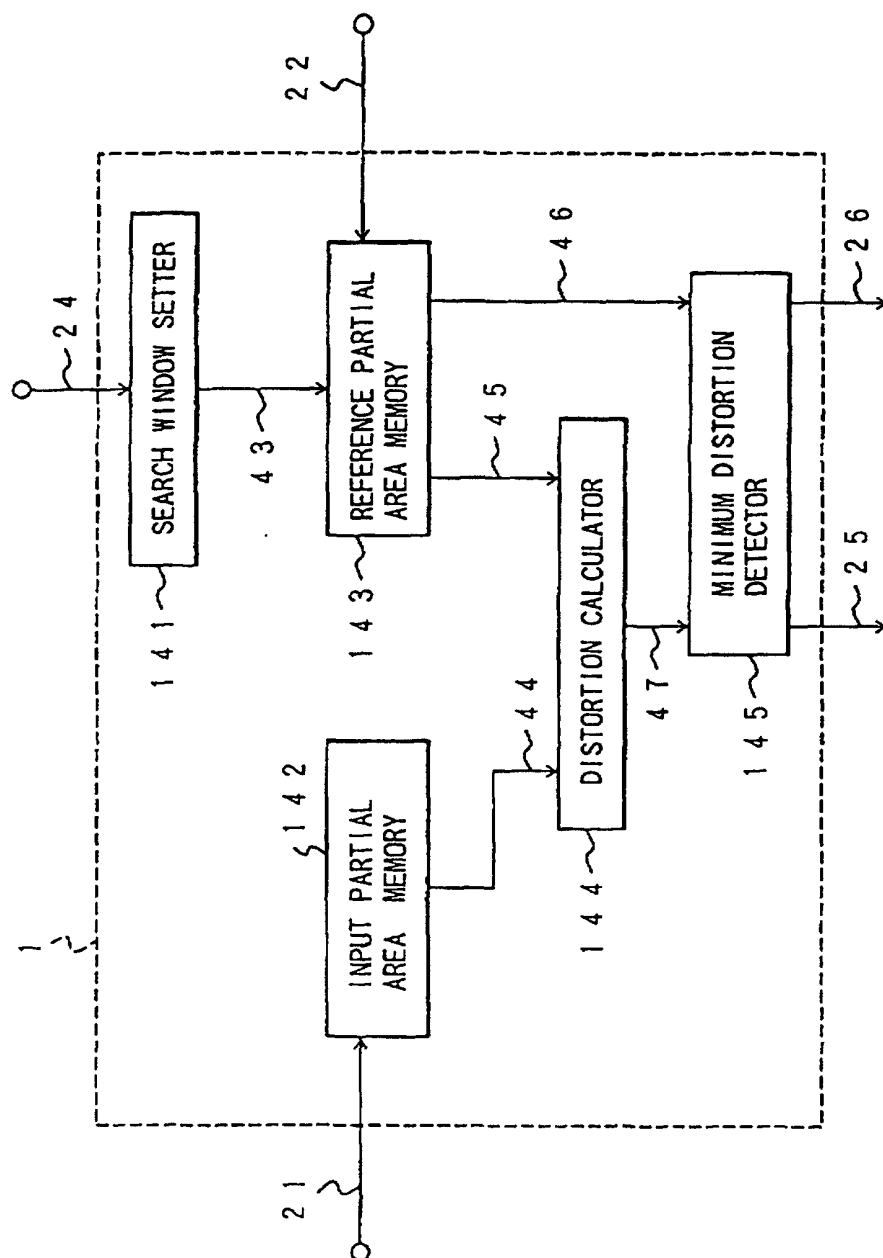 1
24
22
21
141
SEARCH WINDOW SETTER
43
142
INPUT PARTIAL
AREA MEMORY
143
REFERENCE PARTIAL
AREA MEMORY
44
45
46
144
DISTORTION CALCULATOR
47
145
MINIMUM DISTORTION
DETECTOR
25
26